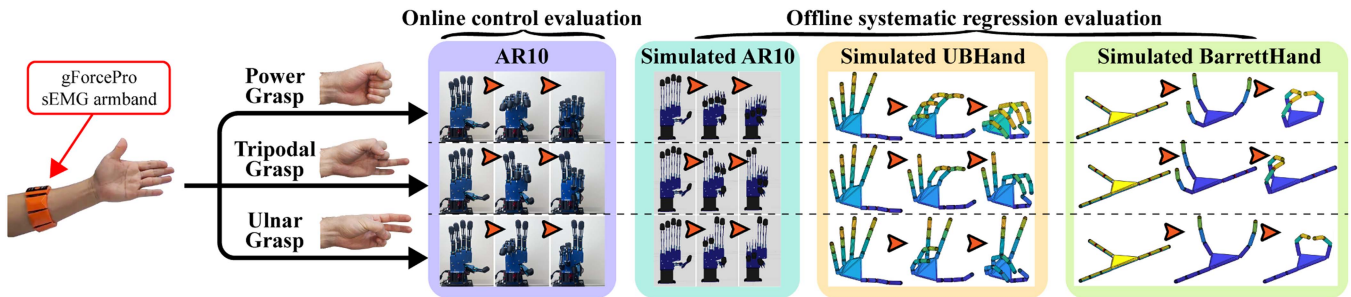 Online control evaluation
Offline systematic regression evaluation
AR10
Simulated AR10
Simulated UBHand
Simulated BarrettHand
gForcePro
sEMG armband
Power
Grasp
Tripodal
Grasp
Ulnar
Grasp